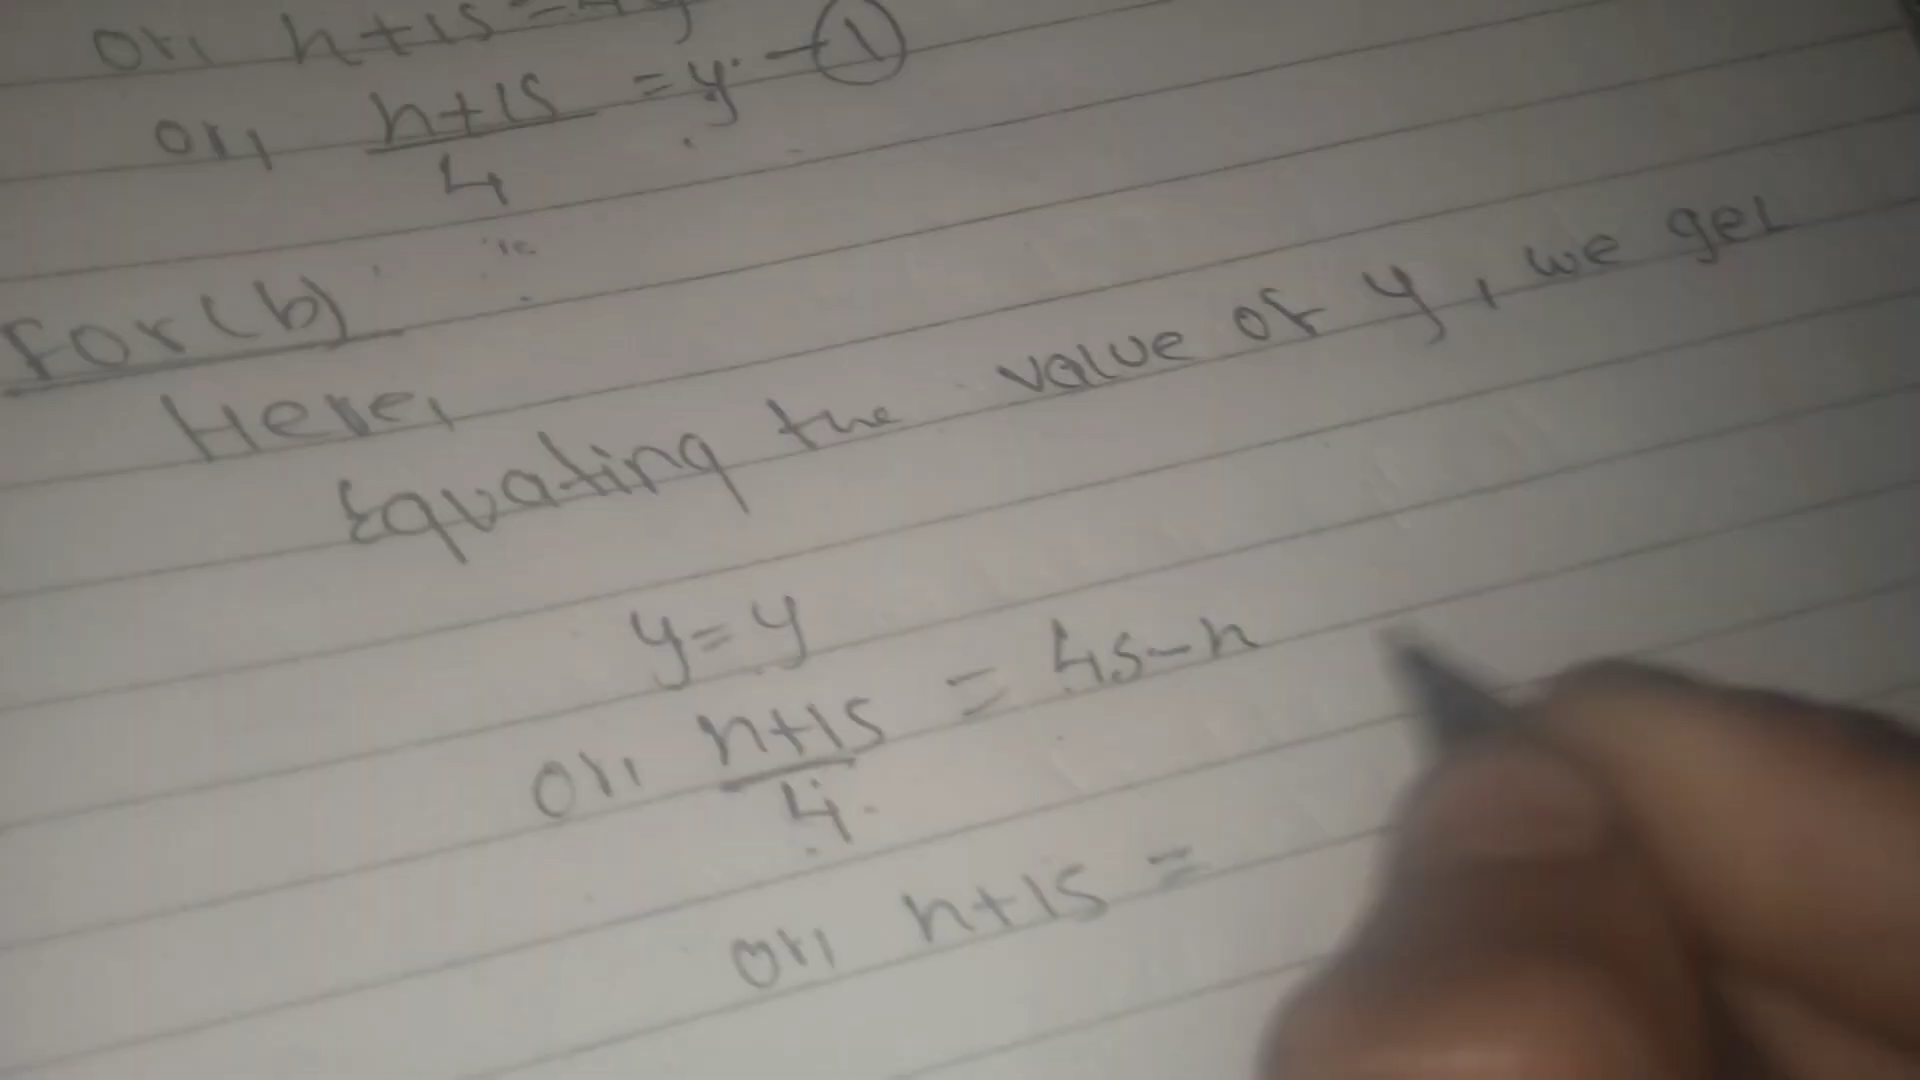 or, x+15=4y
or, x+15/4 =y - 1
For (b)
Here,
Equating the value of y, we get
y=y
or, x+15/4 = 45-x
or, x+15 =